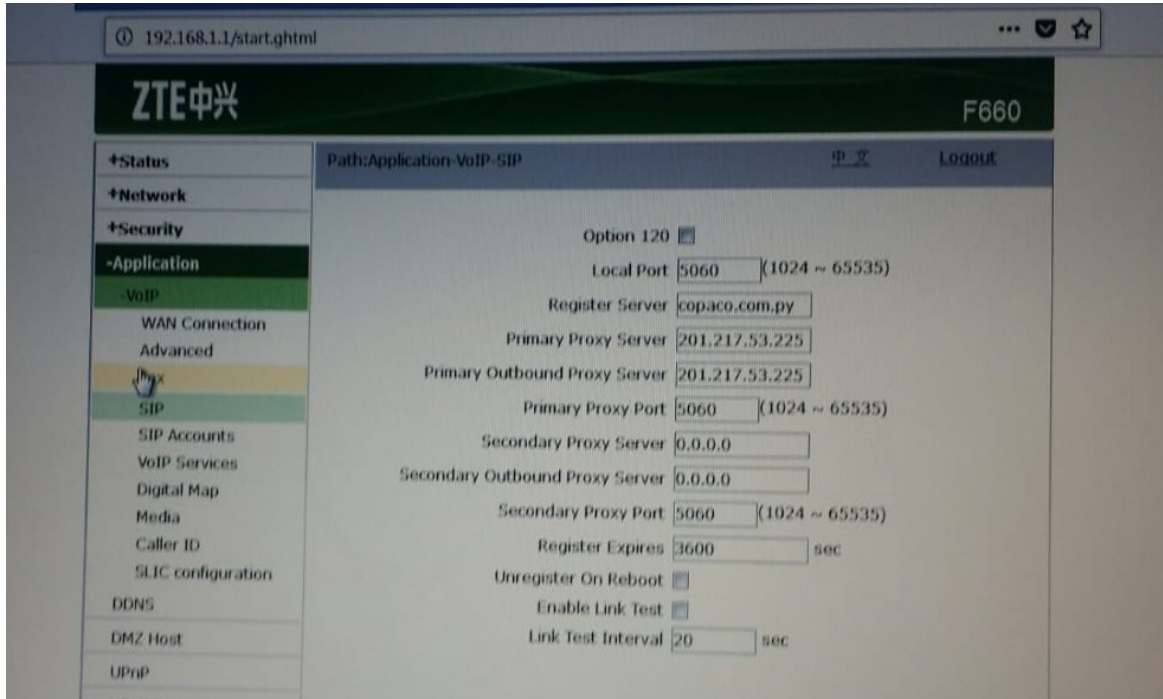 192.168.1.1/start.ghtml
ZTE中兴
F660
+Status
Path:Application-VoIP-SIP 中文 Logout
+Network
+Security
-Application
-VoIP
WAN Connection
Advanced
SIP
SIP Accounts
VoIP Services
Digital Map
Media
Caller ID
SLIC configuration
DDNS
DMZ Host
UPnP
Option 120
Local Port 5060 (1024 ~ 65535)
Register Server copaco.com.py
Primary Proxy Server 201.217.53.225
Primary Outbound Proxy Server 201.217.53.225
Primary Proxy Port 5060 (1024 ~ 65535)
Secondary Proxy Server 0.0.0.0
Secondary Outbound Proxy Server 0.0.0.0
Secondary Proxy Port 5060 (1024 ~ 65535)
Register Expires 3600 sec
Unregister On Reboot
Enable Link Test
Link Test Interval 20 sec